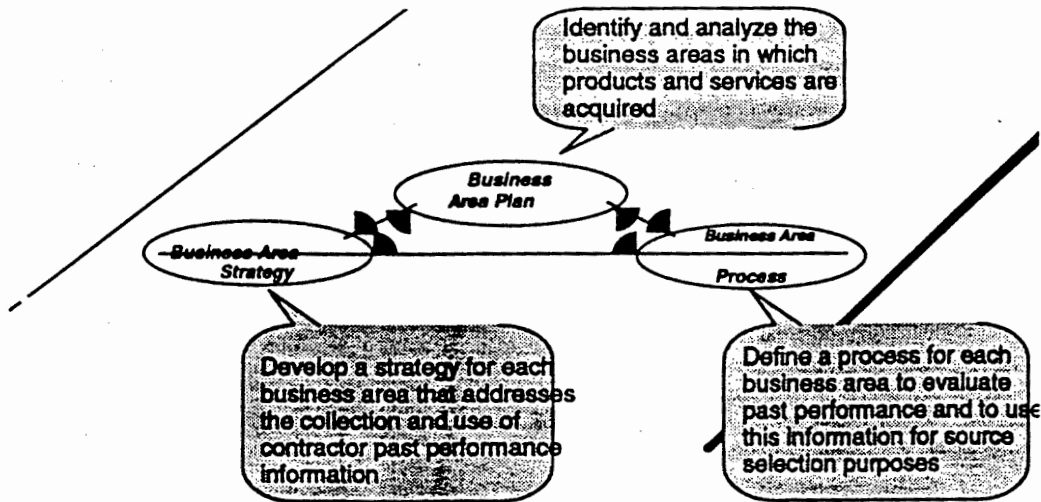 Identify and analyze the
business areas in which
products and services are
acquired
Business
Area Plan
Business Area
Strategy
Business Area
Process
Develop a strategy for each
business area that addresses
the collection and use of
contractor past performance
information
Define a process for each
business area to evaluate
past performance and to use
this information for source
selection purposes